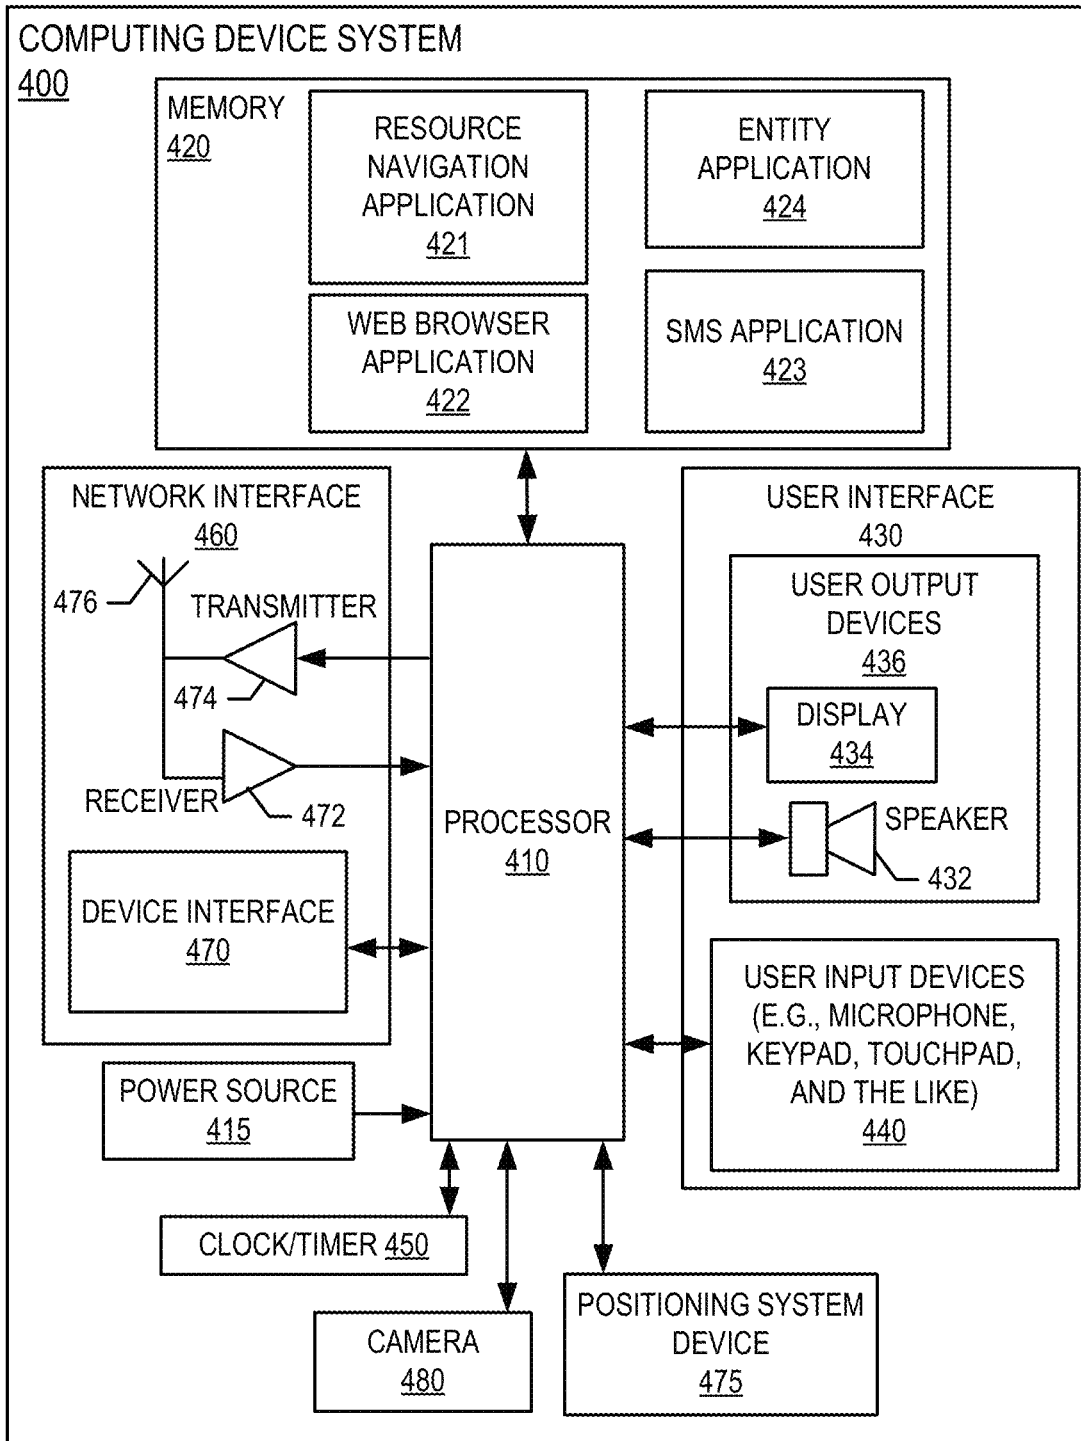 COMPUTING DEVICE SYSTEM
400
MEMORY
420
RESOURCE
NAVIGATION
APPLICATION
421
ENTITY
APPLICATION
424
WEB BROWSER
APPLICATION
422
SMS APPLICATION
423
NETWORK INTERFACE
460
476
TRANSMITTER
474
RECEIVER
472
DEVICE INTERFACE
470
PROCESSOR
410
USER INTERFACE
430
USER OUTPUT
DEVICES
436
DISPLAY
434
SPEAKER
432
USER INPUT DEVICES
(E.G., MICROPHONE,
KEYPAD, TOUCHPAD,
AND THE LIKE)
440
POWER SOURCE
415
CLOCK/TIMER 450
CAMERA
480
POSITIONING SYSTEM
DEVICE
475